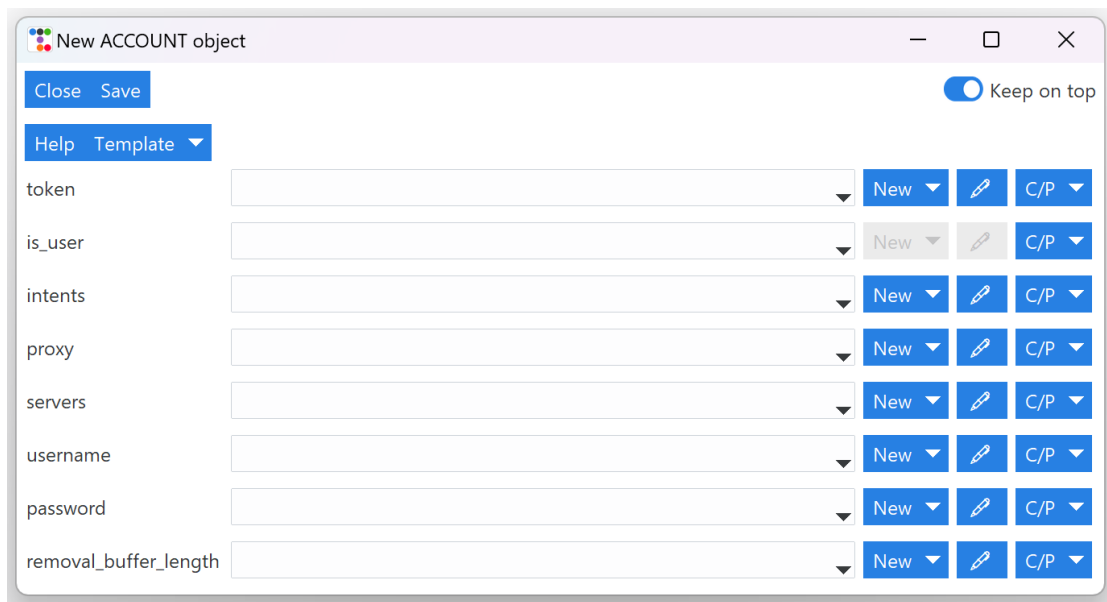 New ACCOUNT object
Close Save Keep on top
Help Template
token New C/P
is_user New C/P
intents New C/P
proxy New C/P
servers New C/P
username New C/P
password New C/P
removal_buffer_length New C/P